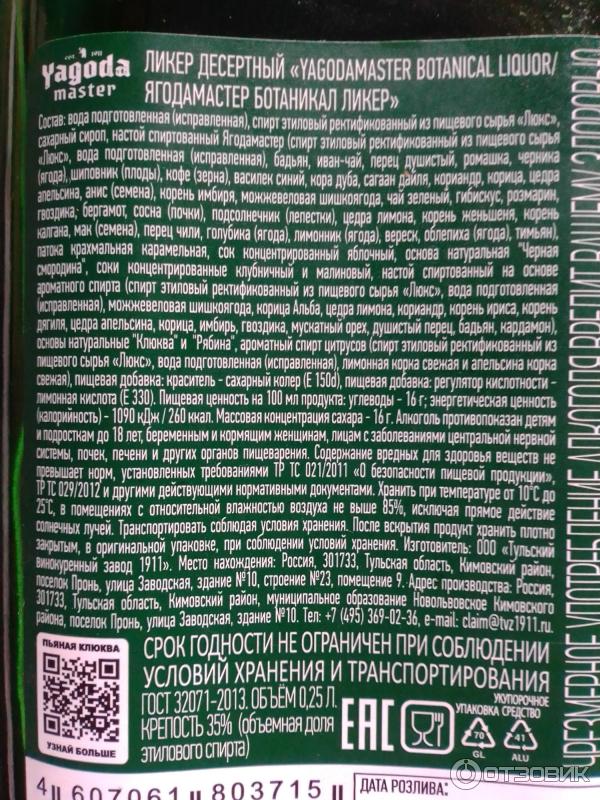 EST. 1911
Yagoda
master
ЛИКЕР ДЕСЕРТНЫЙ «YAGODAMASTER BOTANICAL LIQUOR/
ЯГОДАМАСТЕР БОТАНИКАЛ ЛИКЕР»
Состав: вода подготовленная (исправленная), спирт этиловый ректификованный из пищевого сырья «Люкс»,
сахарный сироп, настой спиртованный Ягодамастер (спирт этиловый ректификованный из пищевого сырья
«Люкс», вода подготовленная (исправленная), бадьян, иван-чай, перец душистый, ромашка, черника
(ягода), шиповник (плоды), кофе (зерна), василек синий, кора дуба, сагаан дайля, кориандр, корица, цедра
апельсина, анис (семена), корень имбиря, можжевеловая шишкоягода, чай зеленый, гибискус, розмарин,
гвоздика, бергамот, сосна (почки), подсолнечник (лепестки), цедра лимона, корень женьшеня, корень
калгана, мак (семена), перец чили, голубика (ягода), лимонник (ягода), вереск, облепиха (ягода), тимьян),
патока крахмальная карамельная, сок концентрированный яблочный, основа натуральная "Черная
смородина", соки концентрированные клубничный и малиновый, настой спиртованный на основе
ароматного спирта (спирт этиловый ректификованный из пищевого сырья «Люкс», вода подготовленная
(исправленная), можжевеловая шишкоягода, корица Альба, цедра лимона, кориандр, корень ириса, корень
дягиля, цедра апельсина, корица, имбирь, гвоздика, мускатный орех, душистый перец, бадьян, кардамон),
основы натуральные "Клюква" и "Рябина", ароматный спирт цитрусов (спирт этиловый ректификованный из
пищевого сырья «Люкс», вода подготовленная (исправленная), лимонная корка свежая и апельсина корка
свежая), пищевая добавка: краситель - сахарный колер (Е 150d), пищевая добавка: регулятор кислотности -
лимонная кислота (Е 330). Пищевая ценность на 100 мл продукта: углеводы - 16 г; энергетическая ценность
(калорийность) - 1090 кДж / 260 ккал. Массовая концентрация сахара - 16 г. Алкоголь противопоказан детям
и подросткам до 18 лет, беременным и кормящим женщинам, лицам с заболеваниями центральной нервной
системы, почек, печени и других органов пищеварения. Содержание вредных для здоровья веществ не
превышает норм, установленных требованиями ТР ТС 021/2011 «О безопасности пищевой продукции»,
ТР ТС 029/2012 и другими действующими нормативными документами. Хранить при температуре от 10°С до
25°С, в помещениях с относительной влажностью воздуха не выше 85%, исключая прямое действие
солнечных лучей. Транспортировать соблюдая условия хранения. После вскрытия продукт хранить плотно
закрытым, в оригинальной упаковке, при соблюдении условий хранения. Изготовитель: ООО «Тульский
винокуренный завод 1911». Место нахождения: Россия, 301733, Тульская область, Кимовский район,
поселок Пронь, улица Заводская, здание №10, строение №23, помещение 9. Адрес производства: Россия,
301733, Тульская область, Кимовский район, муниципальное образование Новольвовское Кимовского
района, поселок Пронь, улица Заводская, здание №10. Тел: +7 (495) 369-02-36, e-mail: claim@tvz1911.ru.
ПЬЯНАЯ КЛЮКВА
УЗНАЙ БОЛЬШЕ
СРОК ГОДНОСТИ НЕ ОГРАНИЧЕН ПРИ СОБЛЮДЕНИИ
УСЛОВИЙ ХРАНЕНИЯ И ТРАНСПОРТИРОВАНИЯ
ГОСТ 32071-2013. ОБЪЁМ 0,25 Л.
КРЕПОСТЬ 35% (объемная доля
этилового спирта)
EAC
УКУПОРОЧНОЕ
УПАКОВКА СРЕДСТВО
70
GL
41
ALU
4 607061 803715
ДАТА РОЗЛИВА:
ЧРЕЗМЕРНОЕ УПОТРЕБЛЕНИЕ АЛКОГОЛЯ ВРЕДИТ ВАШЕМУ ЗДОРОВЬЮ
ОТЗОВИК